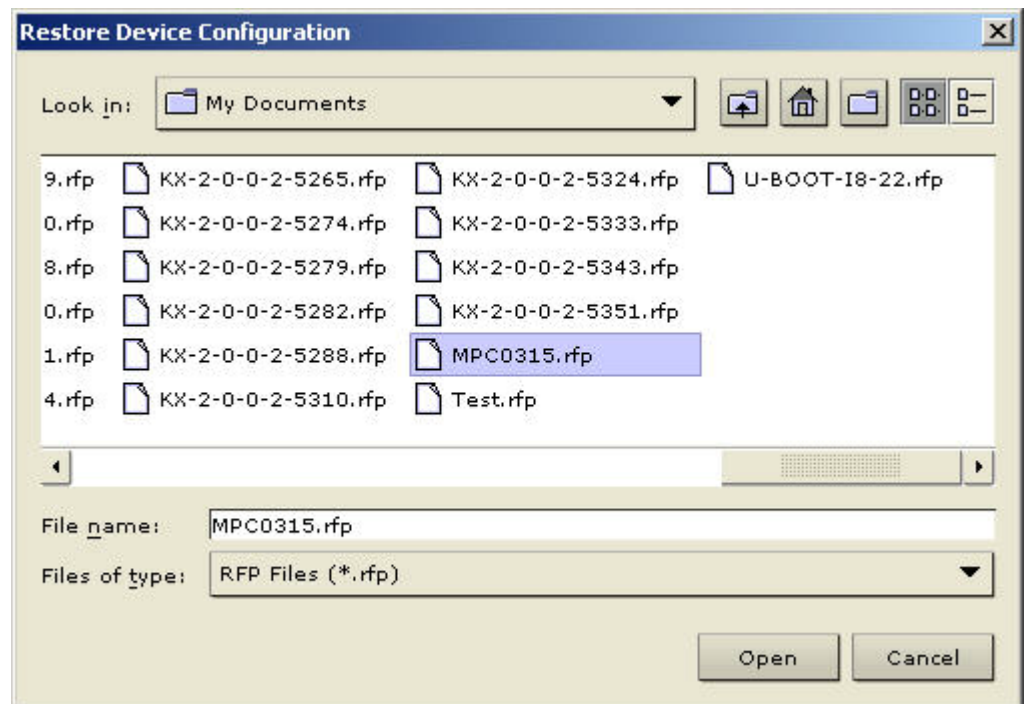 Restore Device Configuration
Look in: My Documents
9.rfp KX-2-0-0-2-5265.rfp KX-2-0-0-2-5324.rfp U-BOOT-I8-22.rfp
0.rfp KX-2-0-0-2-5274.rfp KX-2-0-0-2-5333.rfp
8.rfp KX-2-0-0-2-5279.rfp KX-2-0-0-2-5343.rfp
0.rfp KX-2-0-0-2-5282.rfp KX-2-0-0-2-5351.rfp
1.rfp KX-2-0-0-2-5288.rfp MPC0315.rfp
4.rfp KX-2-0-0-2-5310.rfp Test.rfp
File name: MPC0315.rfp
Files of type: RFP Files (*.rfp)
Open Cancel